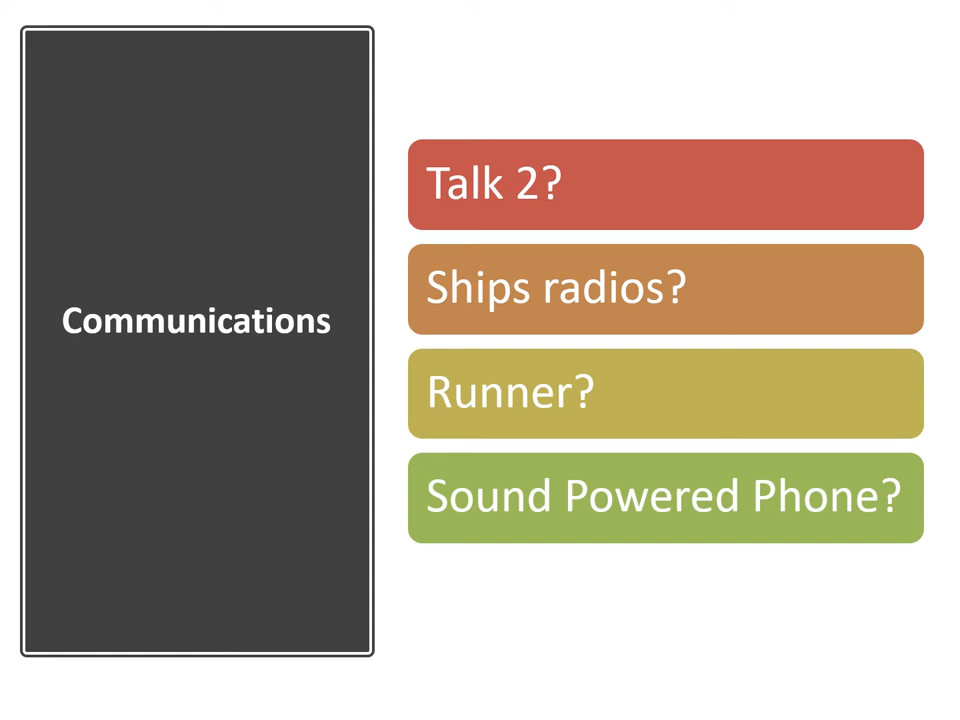 Communications
Talk 2?
Ships radios?
Runner?
Sound Powered Phone?